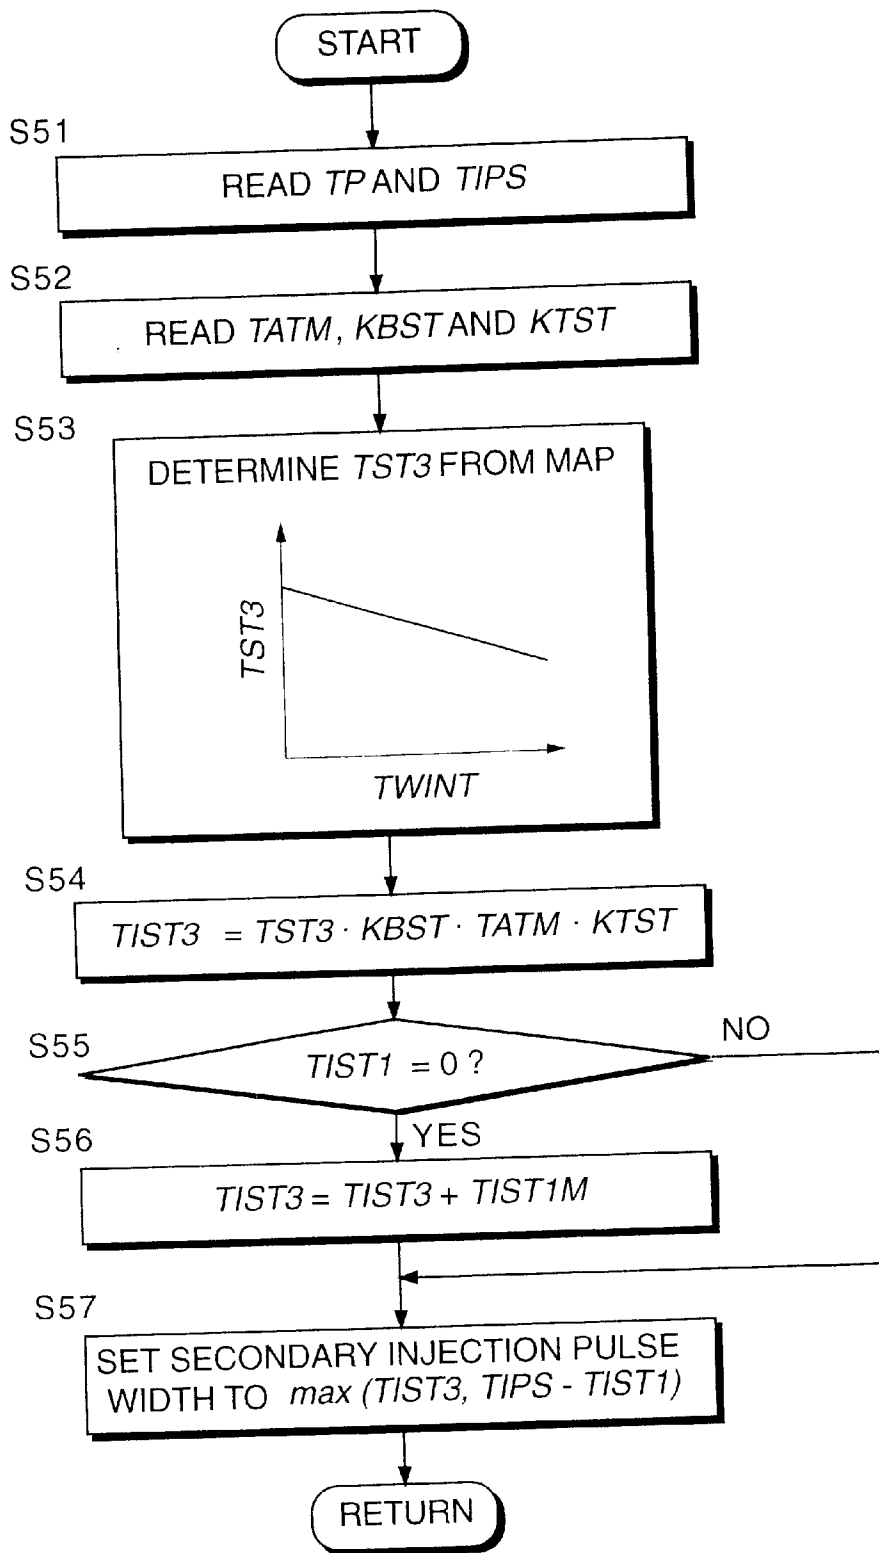 START
S51
READ TP AND TIPS
S52
READ TATM, KBST AND KTST
S53
DETERMINE TST3 FROM MAP
TST3
TWINT
S54
TIST3 = TST3 · KBST · TATM · KTST
S55
TIST1 = 0 ?
NO
YES
S56
TIST3 = TIST3 + TIST1M
S57
SET SECONDARY INJECTION PULSE
WIDTH TO max (TIST3, TIPS - TIST1)
RETURN